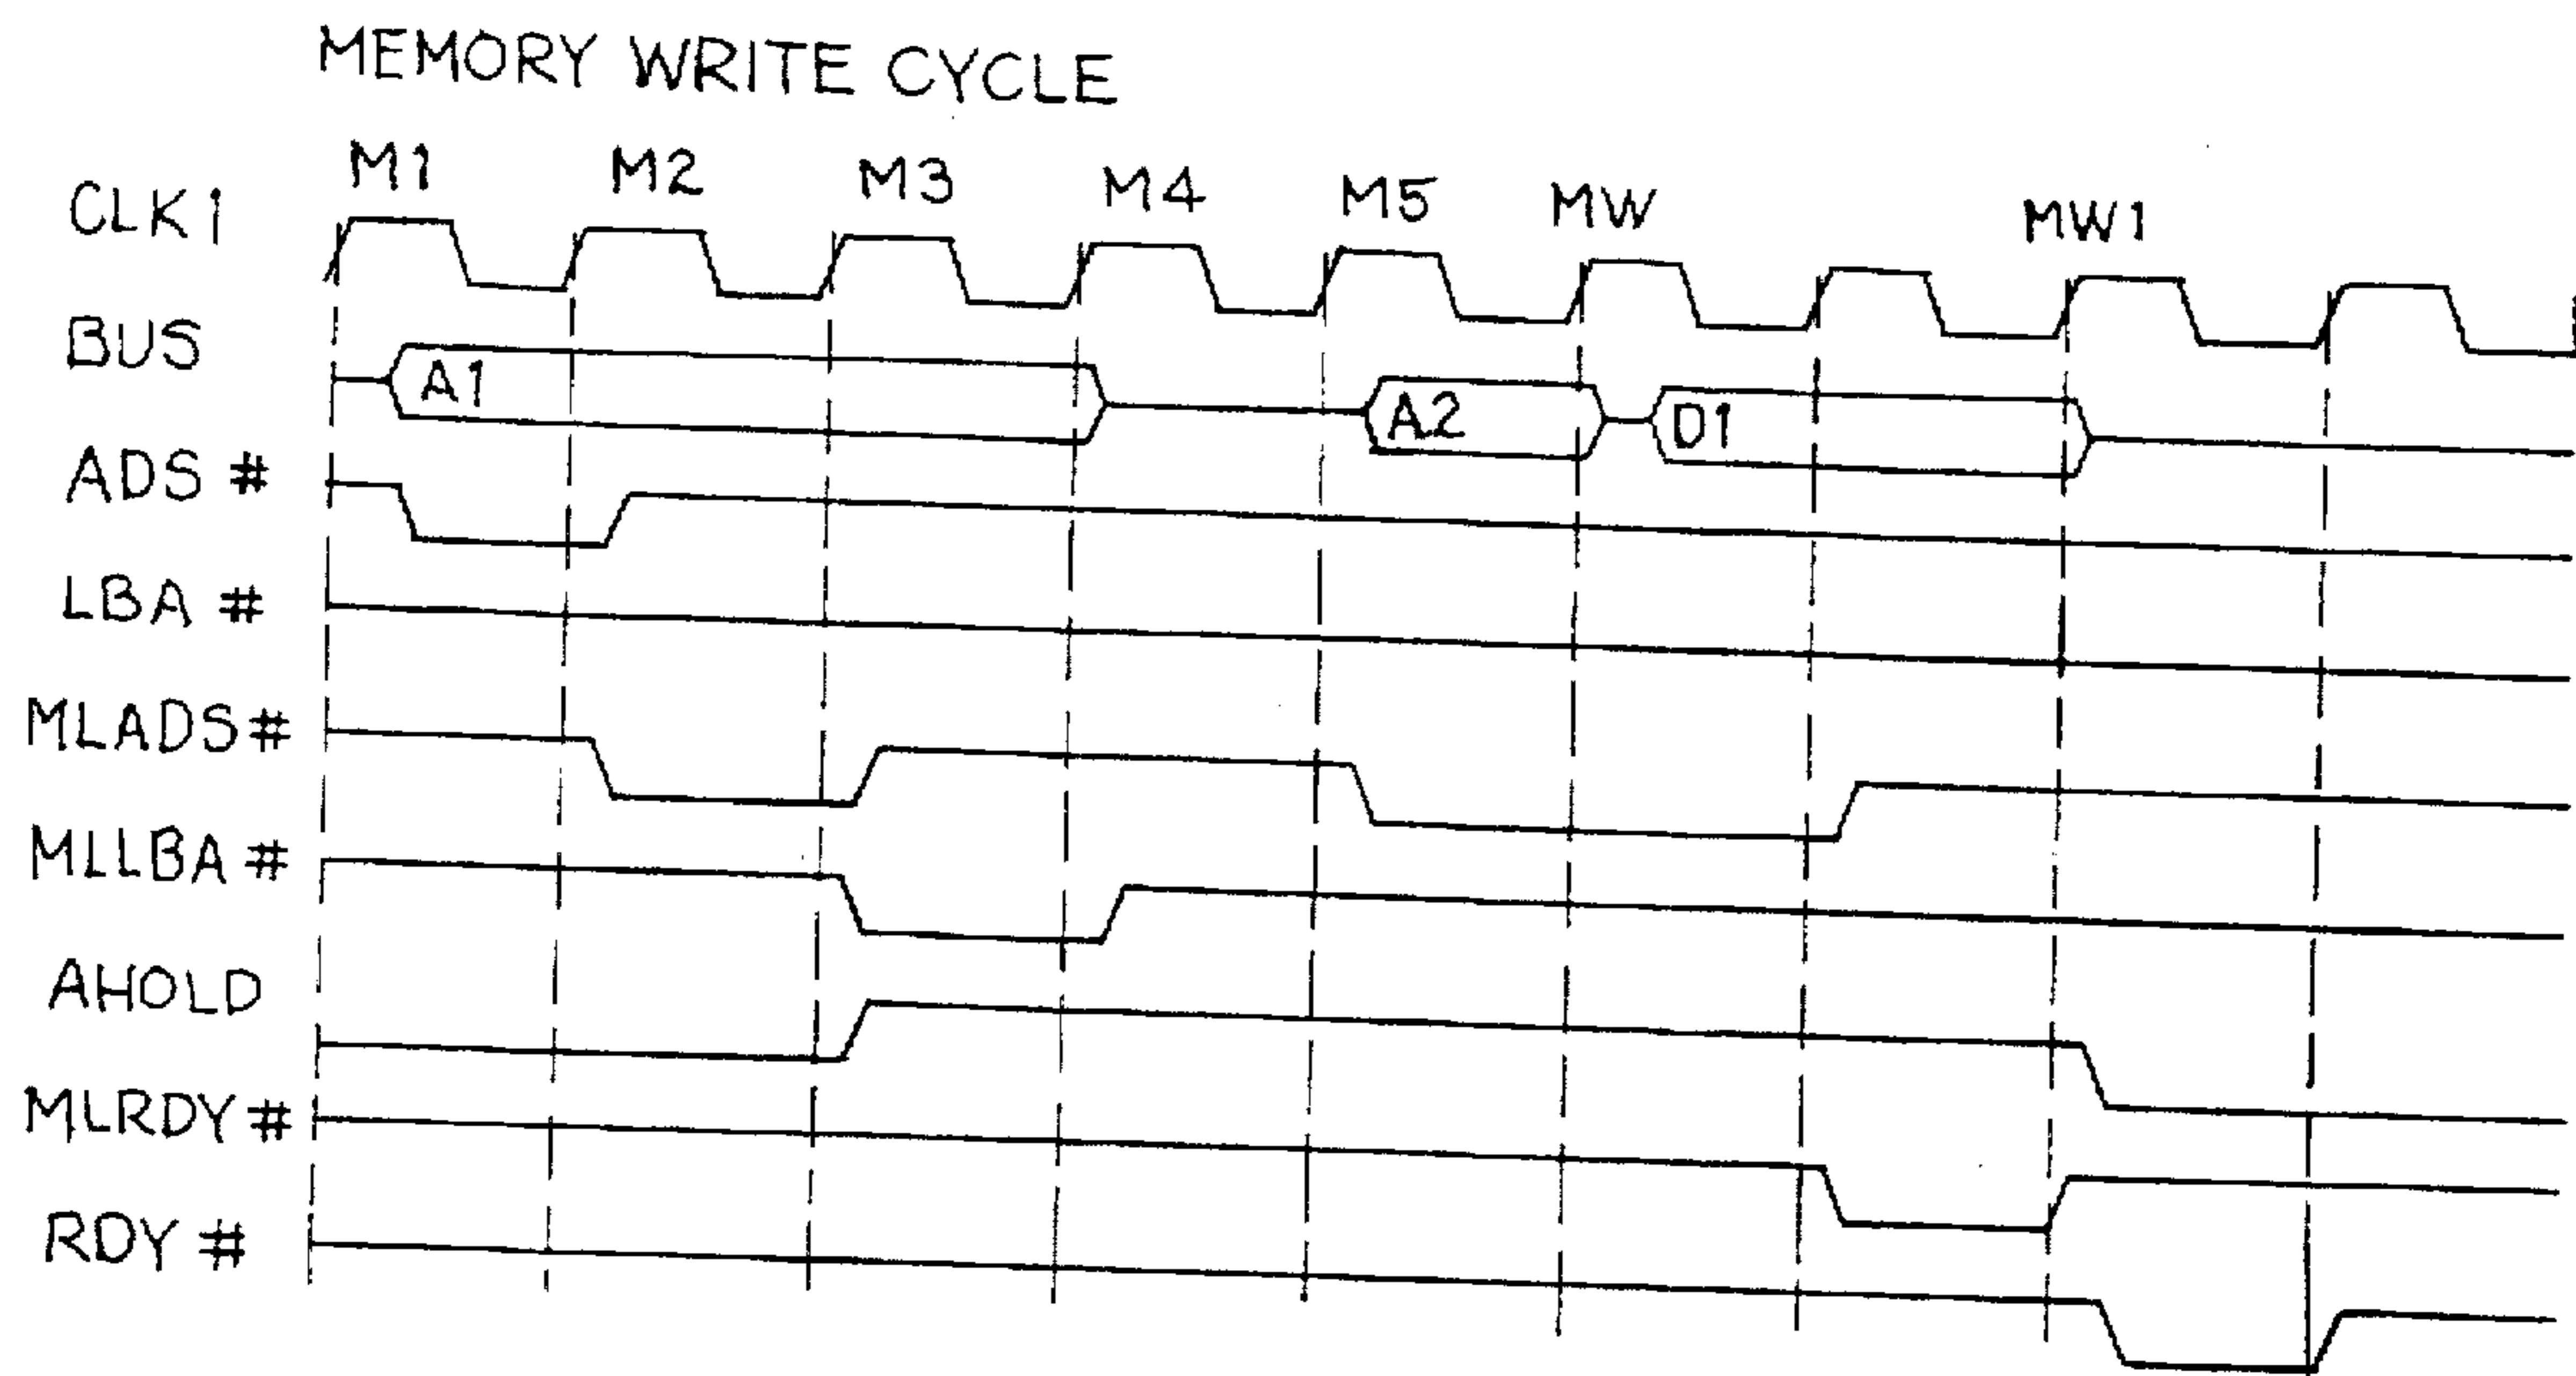 MEMORY WRITE CYCLE
M1 M2 M3 M4 M5 MW MW1
CLK1
BUS
A1 A2 D1
ADS #
LBA #
MLADS#
MLLBA #
AHOLD
MLRDY #
RDY #